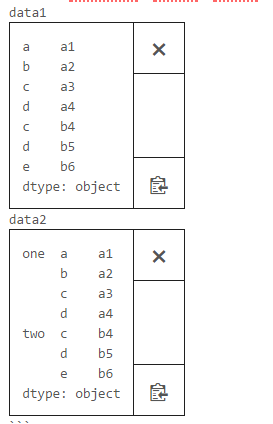 data1
a    a1
b    a2
c    a3
d    a4
c    b4
d    b5
e    b6
dtype: object
data2
one  a    a1
     b    a2
     c    a3
     d    a4
two  c    b4
     d    b5
     e    b6
dtype: object
```